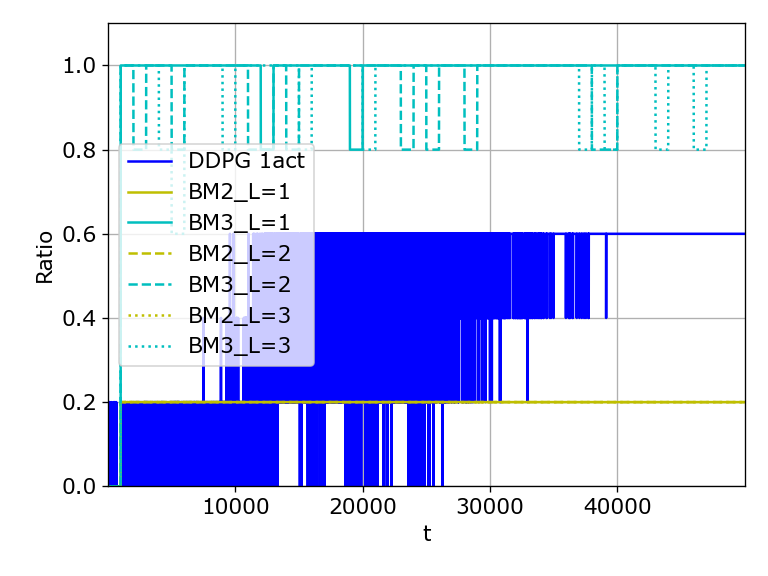 1.0
0.8
0.6
0.4
0.2
0.0
Ratio
DDPG 1act
BM2_L=1
BM3_L=1
BM2_L=2
BM3_L=2
BM2_L=3
BM3_L=3
10000 20000 30000 40000
t